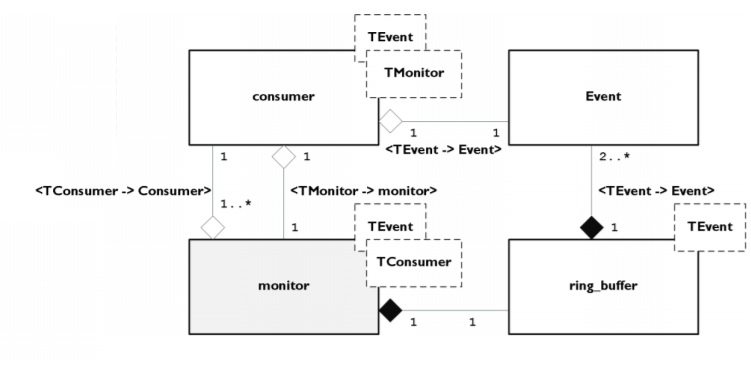 TEvent
TMonitor
consumer
Event
1
1
<TEvent -> Event>
1
1
2..*
<TConsumer -> Consumer>
<TMonitor -> monitor>
<TEvent -> Event>
1..*
1
1
TEvent
TEvent
TConsumer
monitor
ring_buffer
1
1